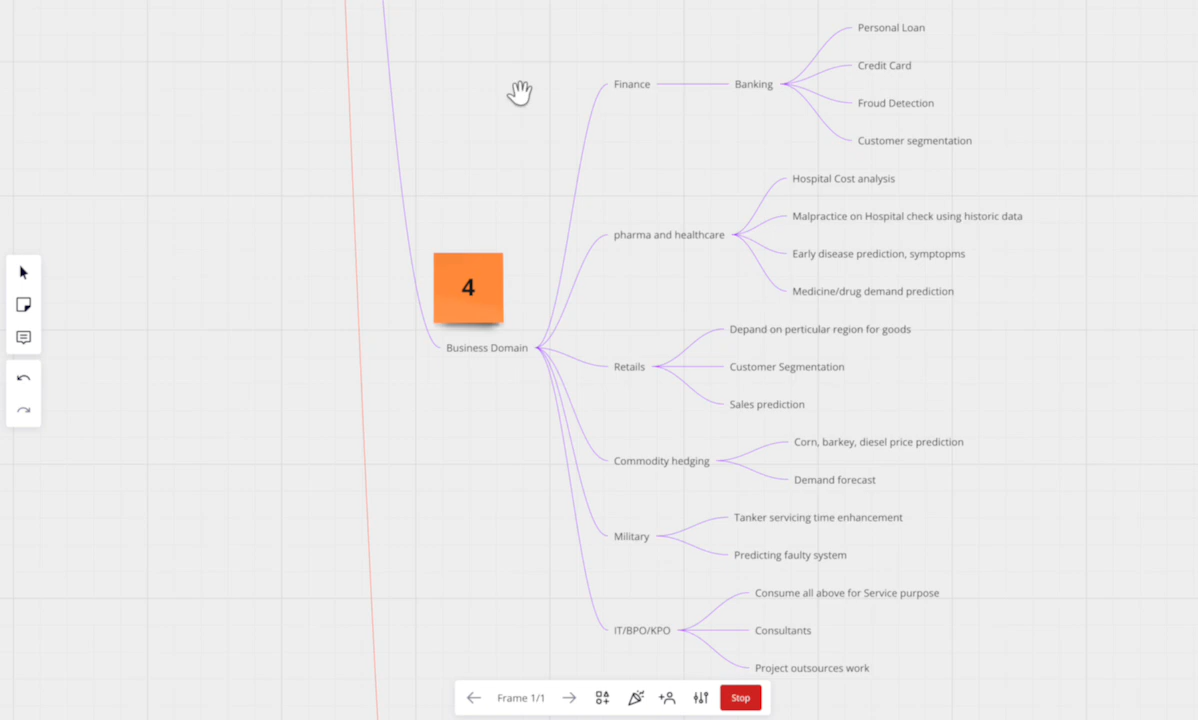 Personal Loan
Finance
Banking
Credit Card
Froud Detection
Customer segmentation
Hospital Cost analysis
Malpractice on Hospital check using historic data
pharma and healthcare
Early disease prediction, symptopms
Medicine/drug demand prediction
4
Business Domain
Depand on perticular region for goods
Retails
Customer Segmentation
Sales prediction
Corn, barkey, diesel price prediction
Commodity hedging
Demand forecast
Tanker servicing time enhancement
Military
Predicting faulty system
Consume all above for Service purpose
IT/BPO/KPO
Consultants
Project outsources work
Frame 1/1
Stop